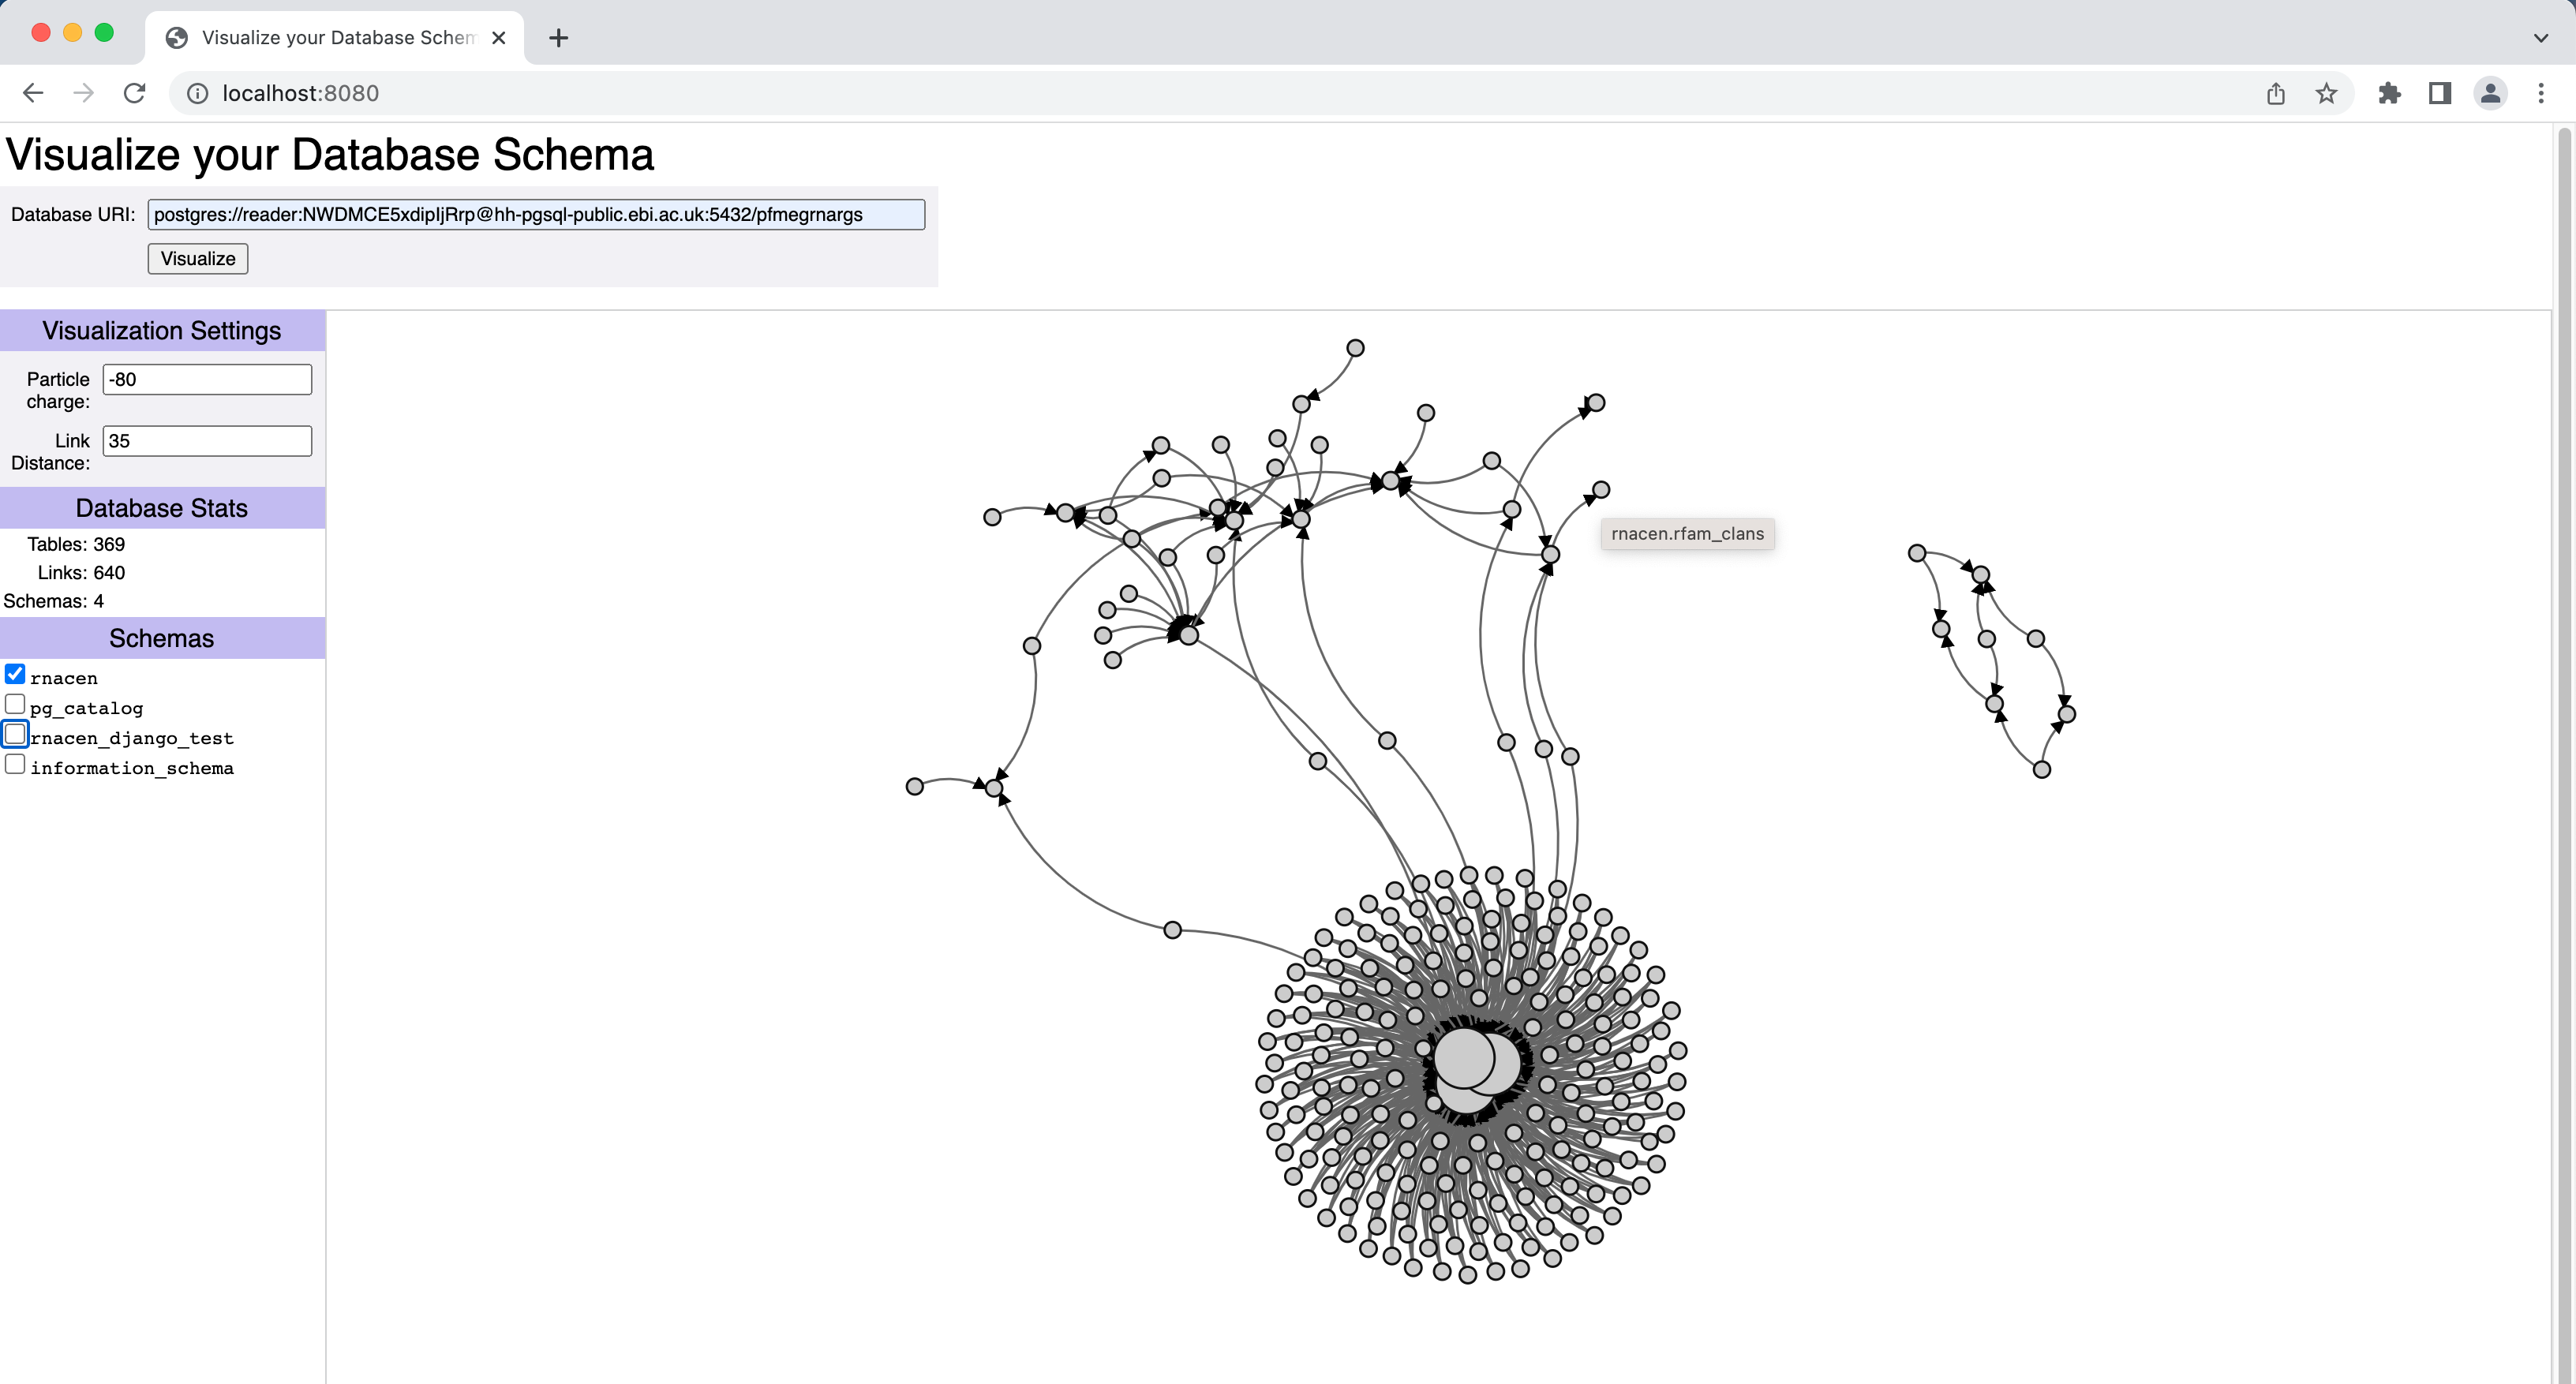 Visualize your Database Schem
localhost:8080
Visualize your Database Schema
Database URI: postgres://reader:NWDMCE5xdipIjRrp@hh-pgsql-public.ebi.ac.uk:5432/pfmegrnargs
Visualize
Visualization Settings
Particle charge: -80
Link Distance: 35
Database Stats
Tables: 369
Links: 640
Schemas: 4
Schemas
rnacen
pg_catalog
rnacen_django_test
information_schema
rnacen.rfam_clans